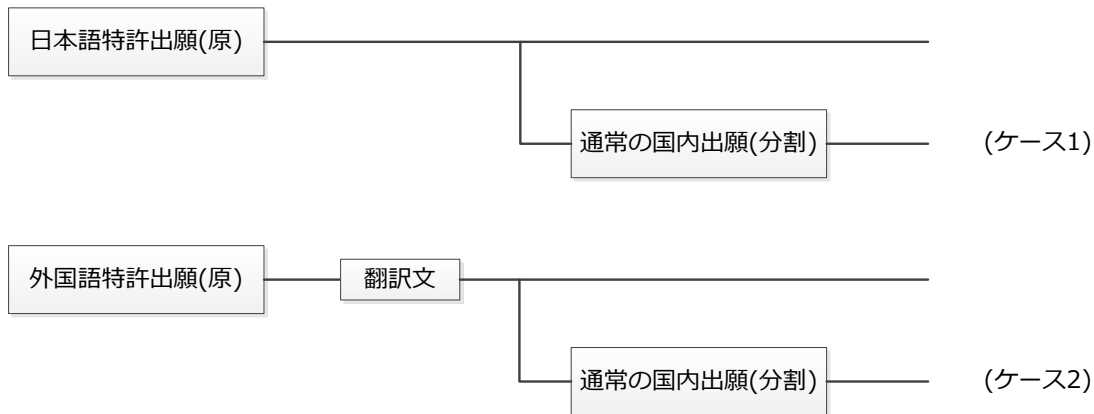 日本語特許出願(原)
通常の国内出願(分割)
(ケース1)
外国語特許出願(原)
翻訳文
通常の国内出願(分割)
(ケース2)